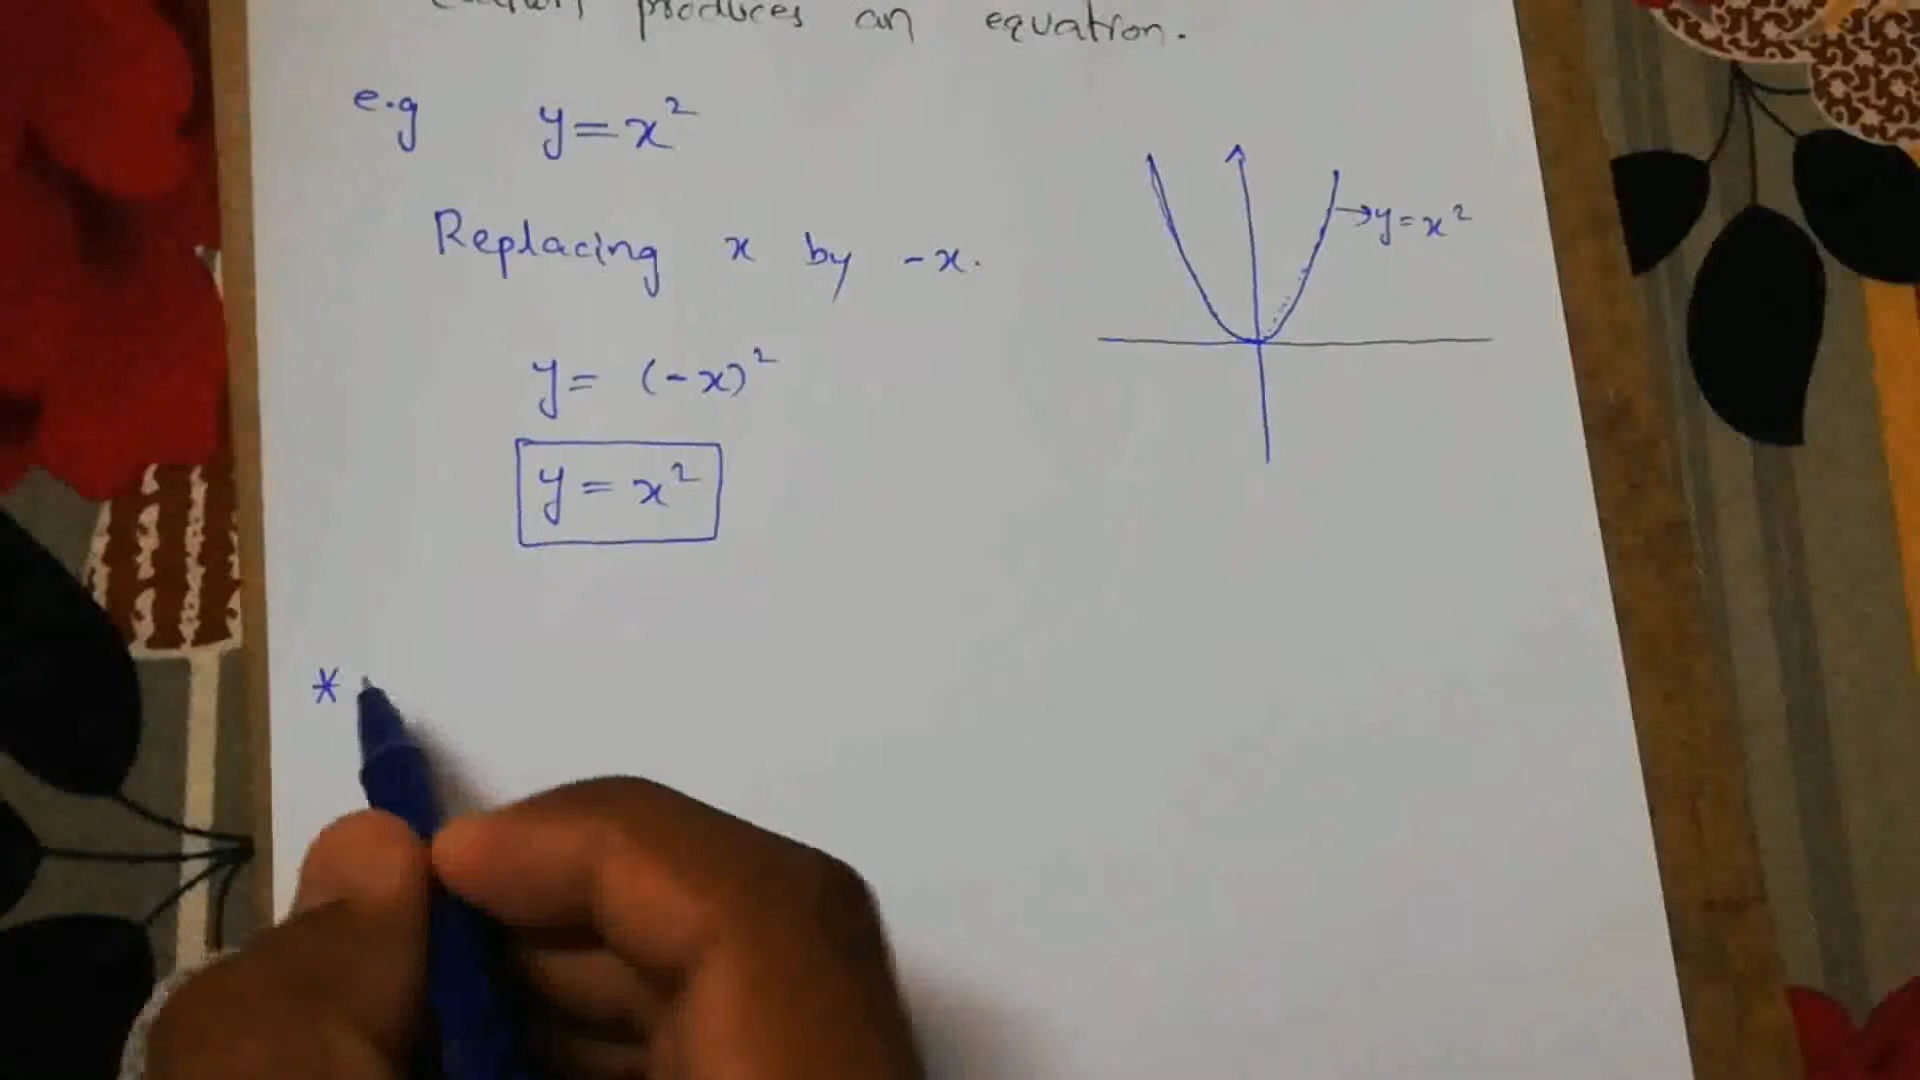 produces an equation.
e.g y=x²
Replacing x by -x.
y= (-x)²
y = x²
*
→y=x²